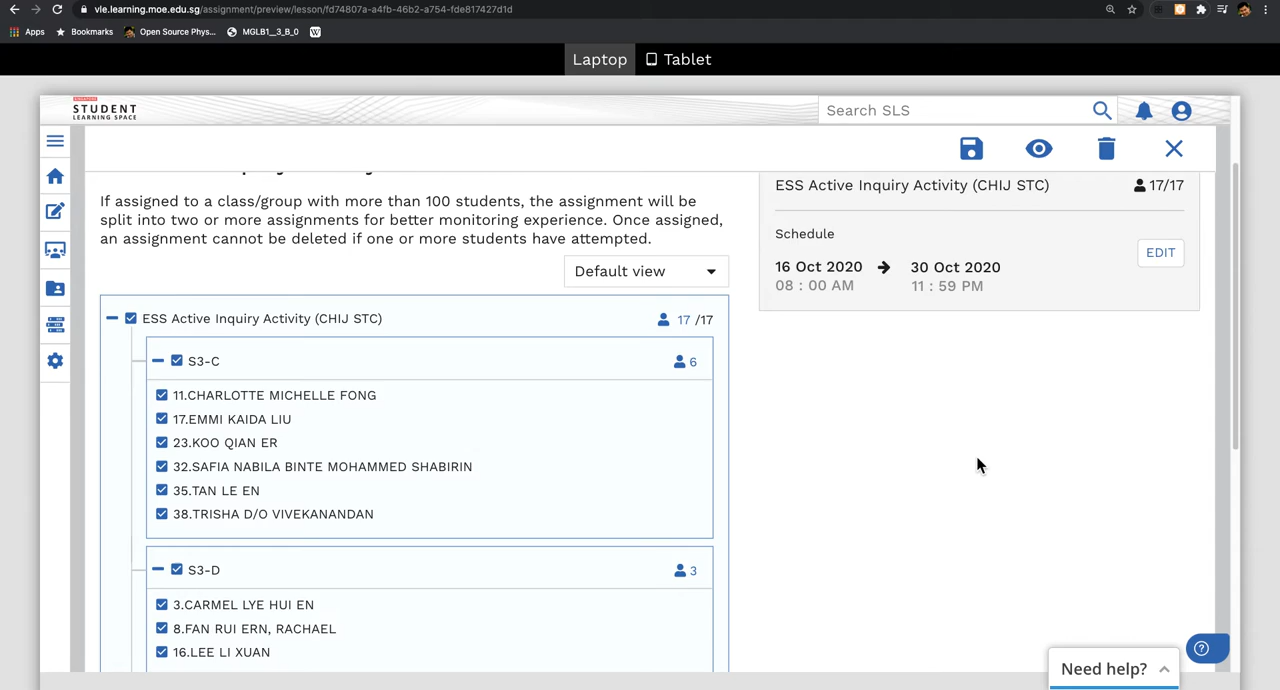 vle.learning.moe.edu.sg/assignment/preview/lesson/fd74807a-a4fb-46b2-a754-fde817427d1d
Apps Bookmarks Open Source Phys... MGLB1__3_B_0
Laptop Tablet
STUDENT
LEARNING SPACE
Search SLS
If assigned to a class/group with more than 100 students, the assignment will be
split into two or more assignments for better monitoring experience. Once assigned,
an assignment cannot be deleted if one or more students have attempted.
Default view
ESS Active Inquiry Activity (CHIJ STC) 17 /17
S3-C 6
11.CHARLOTTE MICHELLE FONG
17.EMMI KAIDA LIU
23.KOO QIAN ER
32.SAFIA NABILA BINTE MOHAMMED SHABIRIN
35.TAN LE EN
38.TRISHA D/O VIVEKANANDAN
S3-D 3
3.CARMEL LYE HUI EN
8.FAN RUI ERN, RACHAEL
16.LEE LI XUAN
ESS Active Inquiry Activity (CHIJ STC) 17/17
Schedule
16 Oct 2020 30 Oct 2020
08 : 00 AM 11 : 59 PM
EDIT
Need help?